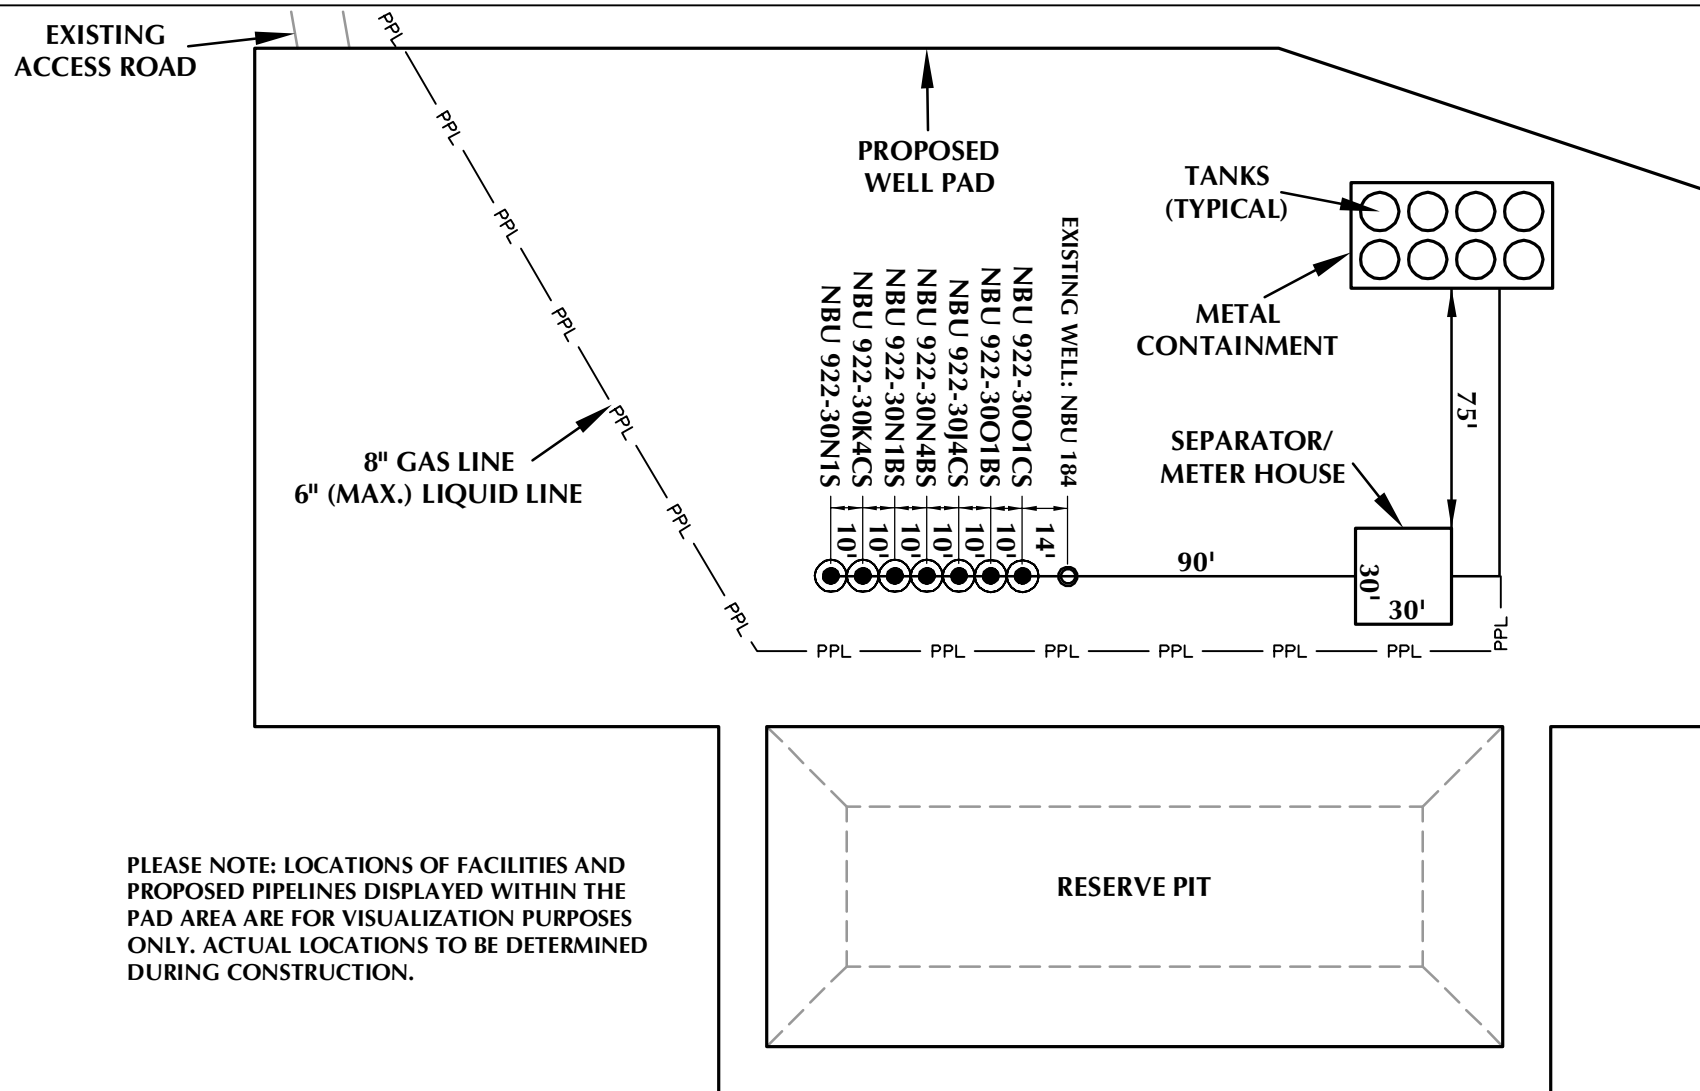 EXISTING
ACCESS ROAD
PPL
PPL
PPL
PPL
PPL
PPL
PPL
PROPOSED
WELL PAD
TANKS
(TYPICAL)
METAL
CONTAINMENT
EXISTING WELL: NBU 184
NBU 922-30O1CS
NBU 922-30O1BS
NBU 922-30J4CS
NBU 922-30N4BS
NBU 922-30N1BS
NBU 922-30K4CS
NBU 922-30N1S
75'
SEPARATOR/
METER HOUSE
8" GAS LINE
6" (MAX.) LIQUID LINE
10'
10'
10'
10'
10'
10'
14'
90'
30'
30'
PPL
PPL
PPL
PPL
PPL
PPL
PPL
RESERVE PIT
PLEASE NOTE: LOCATIONS OF FACILITIES AND
PROPOSED PIPELINES DISPLAYED WITHIN THE
PAD AREA ARE FOR VISUALIZATION PURPOSES
ONLY. ACTUAL LOCATIONS TO BE DETERMINED
DURING CONSTRUCTION.